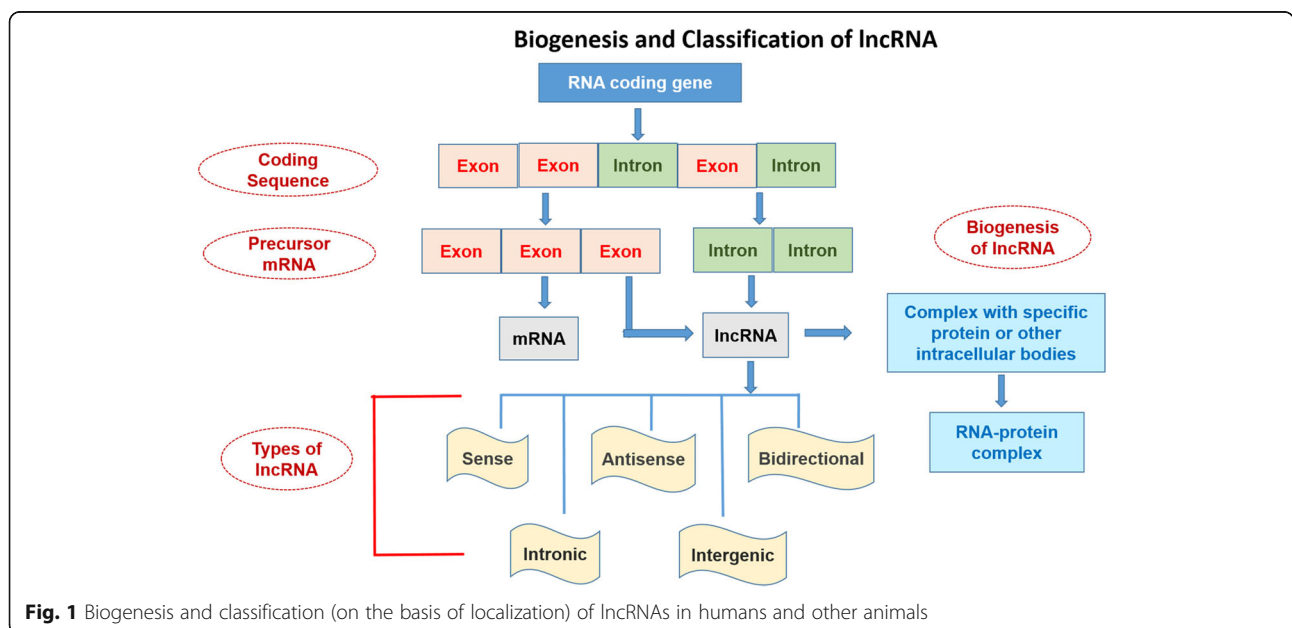 Biogenesis and Classification of lncRNA
RNA coding gene
Coding
Sequence
Exon Exon Intron Exon Intron
Precursor
mRNA
Exon Exon Exon
Intron Intron
Biogenesis
of lncRNA
mRNA
lncRNA
Complex with specific
protein or other
intracellular bodies
Types of
lncRNA
Sense
Antisense
Bidirectional
RNA-protein
complex
Intronic
Intergenic
Fig. 1 Biogenesis and classification (on the basis of localization) of lncRNAs in humans and other animals